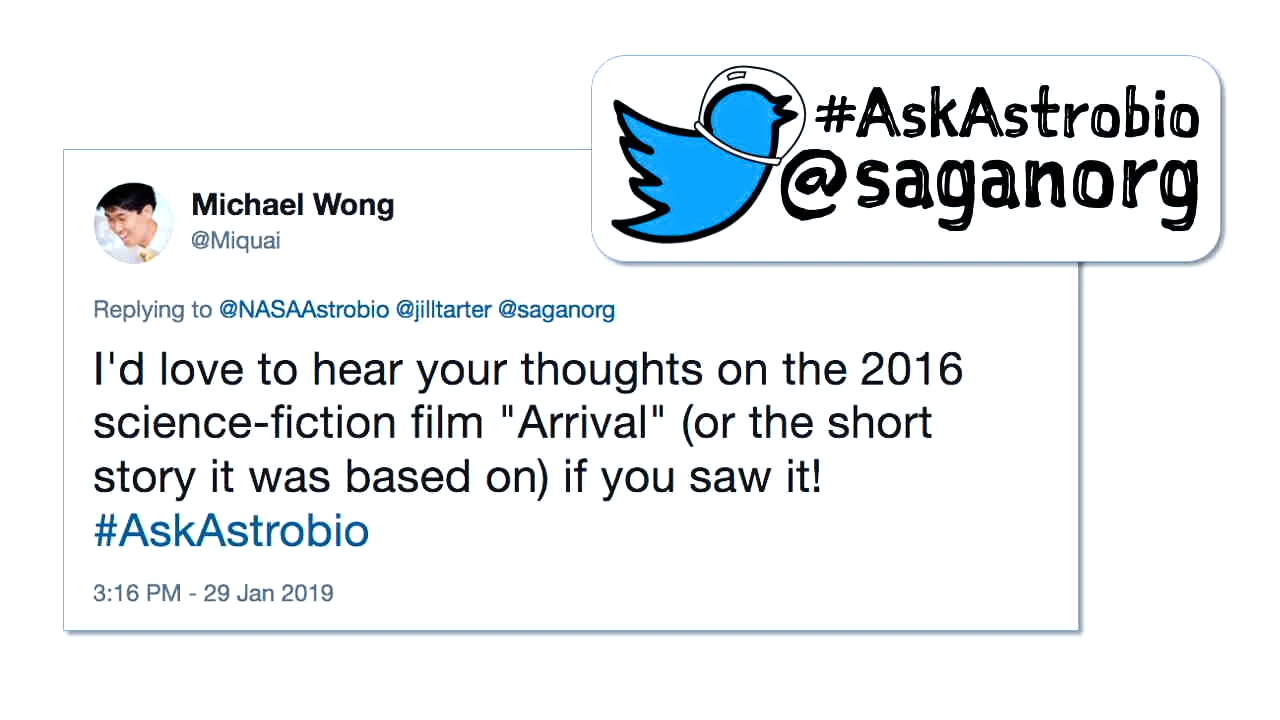 #AskAstrobio
@saganorg
Michael Wong
@Miquai
Replying to @NASAAstrobio @jilltarter @saganorg
I'd love to hear your thoughts on the 2016
science-fiction film "Arrival" (or the short
story it was based on) if you saw it!
#AskAstrobio
3:16 PM - 29 Jan 2019